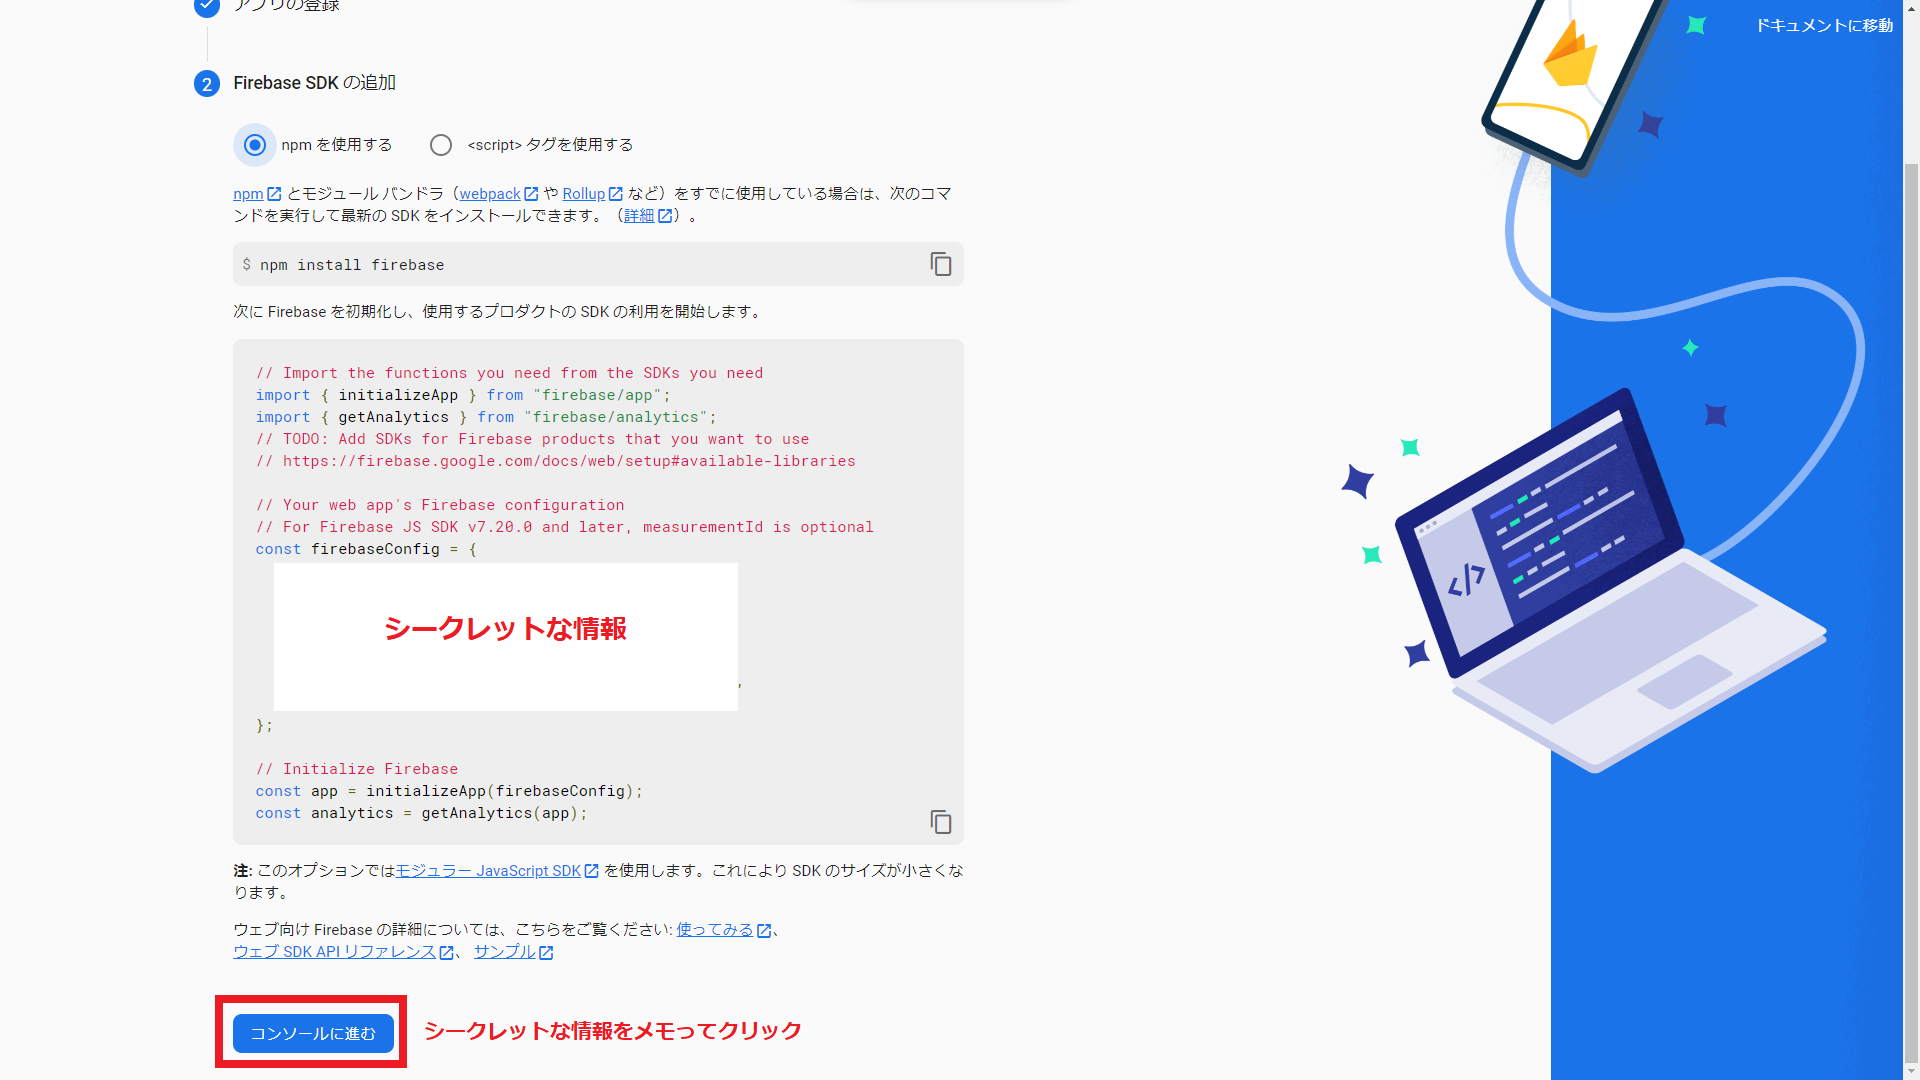 アプリの登録
ドキュメントに移動
2 Firebase SDK の追加
npm を使用する
<script> タグを使用する
npm とモジュール バンドラ（webpack や Rollup など）をすでに使用している場合は、次のコマ
ンドを実行して最新の SDK をインストールできます。（詳細）。
$ npm install firebase
次に Firebase を初期化し、使用するプロダクトの SDK の利用を開始します。
// Import the functions you need from the SDKs you need
import { initializeApp } from "firebase/app";
import { getAnalytics } from "firebase/analytics";
// TODO: Add SDKs for Firebase products that you want to use
// https://firebase.google.com/docs/web/setup#available-libraries
// Your web app's Firebase configuration
// For Firebase JS SDK v7.20.0 and later, measurementId is optional
const firebaseConfig = {
シークレットな情報
,
};
// Initialize Firebase
const app = initializeApp(firebaseConfig);
const analytics = getAnalytics(app);
注: このオプションではモジュラー JavaScript SDK を使用します。これにより SDK のサイズが小さくな
ります。
ウェブ向け Firebase の詳細については、こちらをご覧ください: 使ってみる、
ウェブ SDK API リファレンス、 サンプル
コンソールに進む
シークレットな情報をメモってクリック